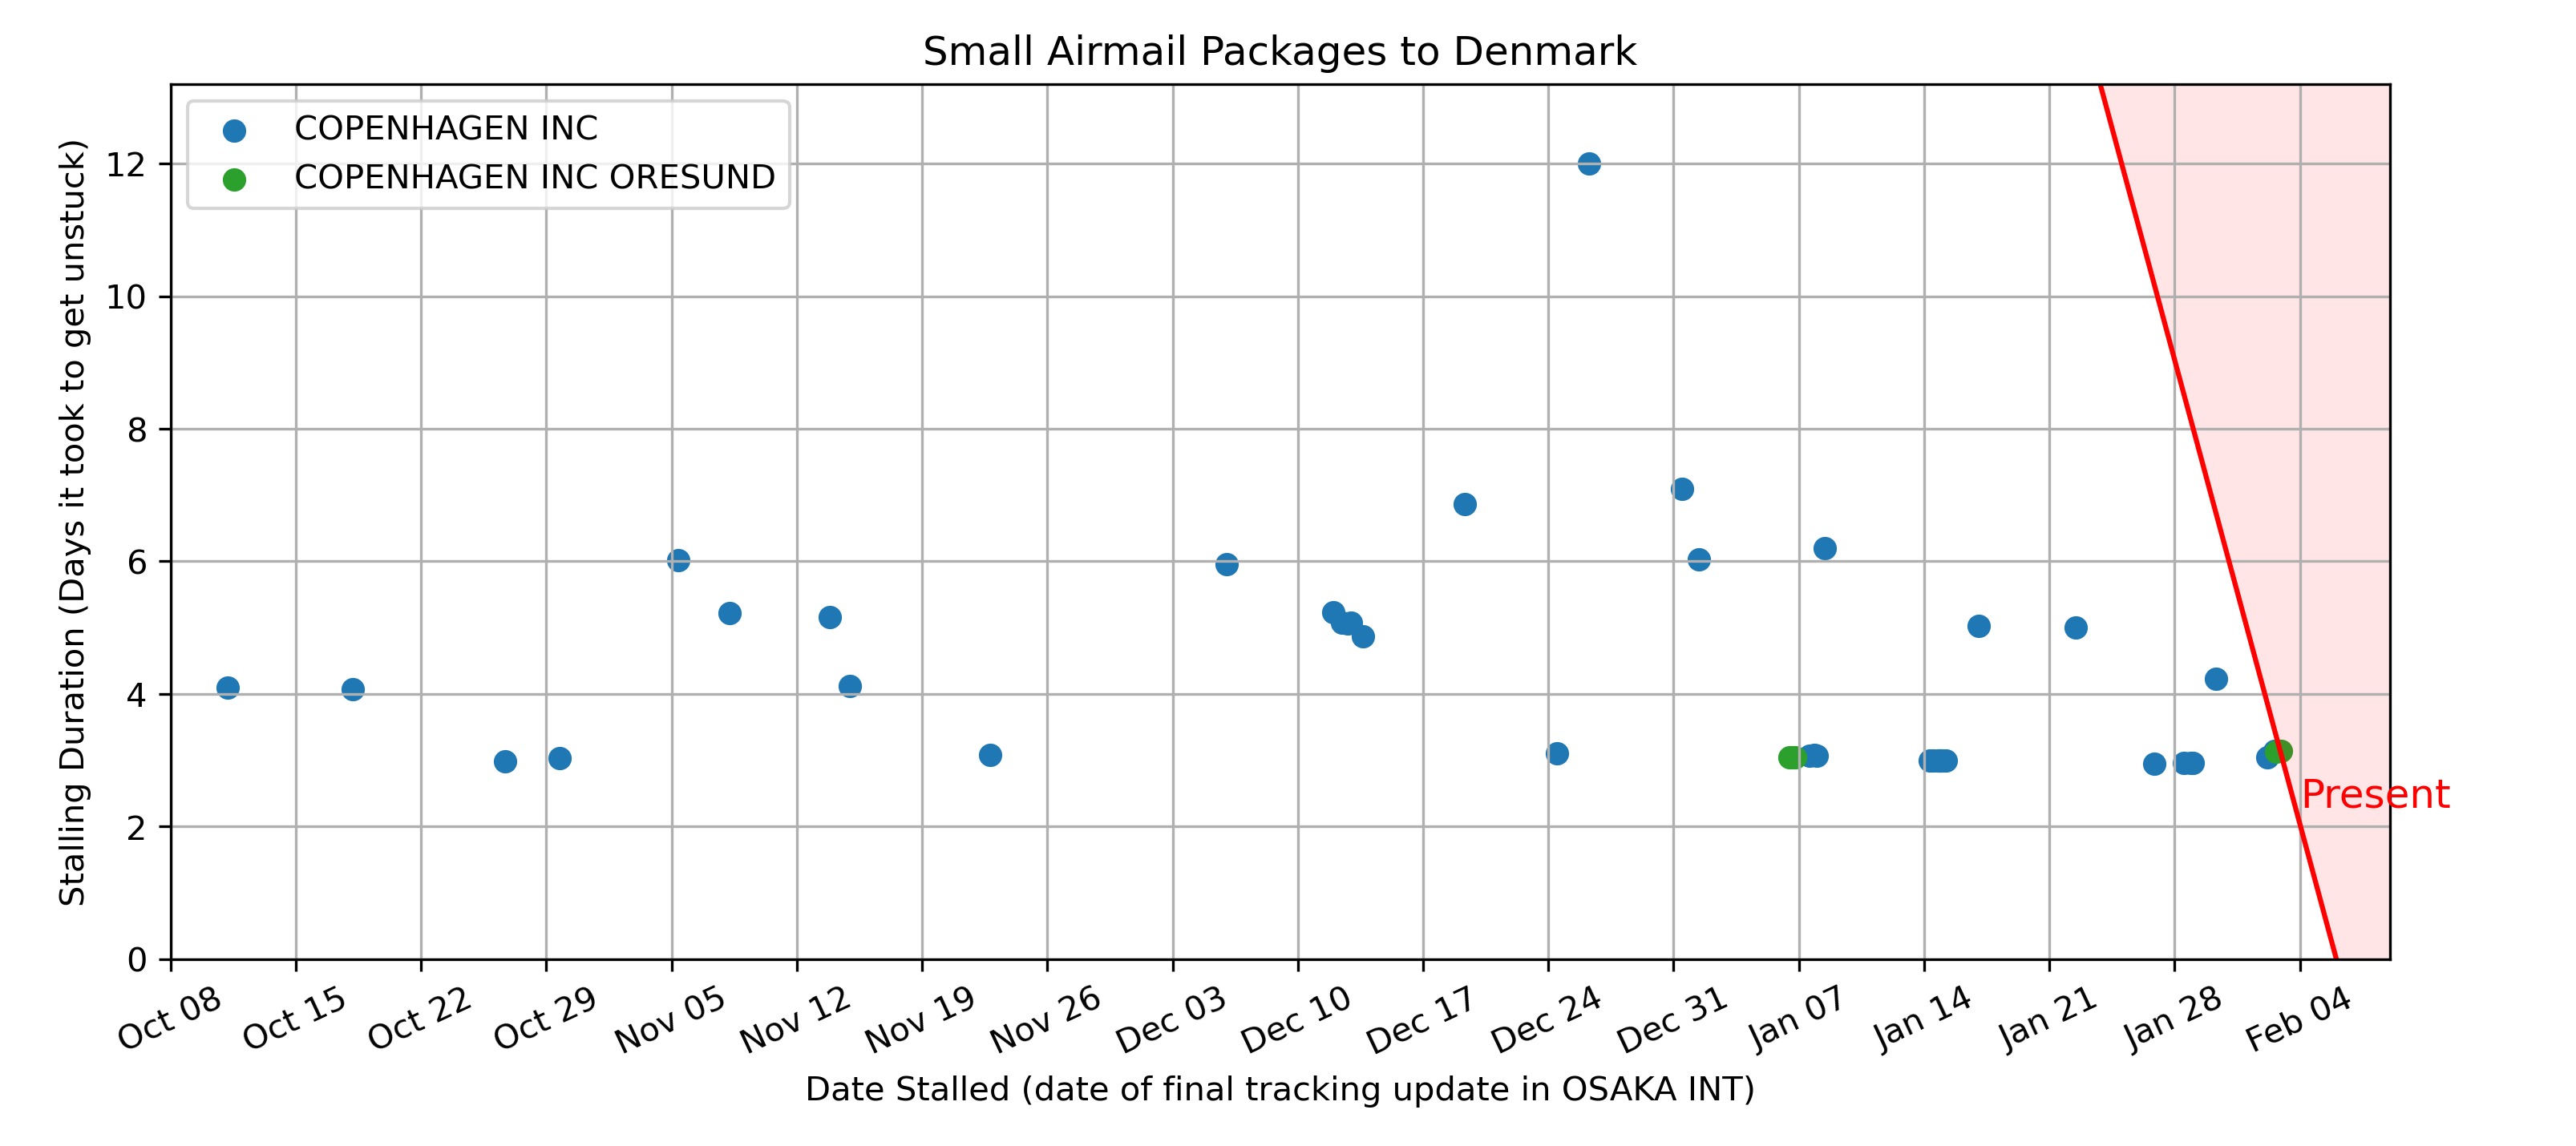 Small Airmail Packages to Denmark
COPENHAGEN INC
COPENHAGEN INC ORESUND
Stalling Duration (Days it took to get unstuck)
12
10
8
6
4
2
0
Present
Oct 08
Oct 15
Oct 22
Oct 29
Nov 05
Nov 12
Nov 19
Nov 26
Dec 03
Dec 10
Dec 17
Dec 24
Dec 31
Jan 07
Jan 14
Jan 21
Jan 28
Feb 04
Date Stalled (date of final tracking update in OSAKA INT)